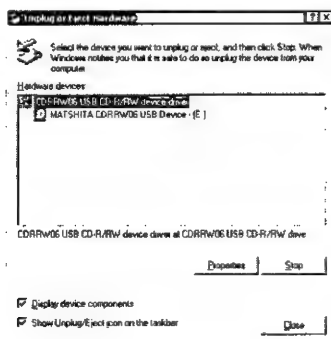 Unplug or Eject Hardware
Select the device you want to unplug or eject, and then click Stop. When
Windows notifies you that it is safe to do so unplug the device from your
computer
Hardware devices
CDRRW06 USB CD-R/RW device driver
MATSHITA CDRRW06 USB Device - (E )
CDRRW06 USB CD-R/RW device driver at CDRRW06 USB CD-R/RW drive
Properties
Stop
Display device components
Show Unplug/Eject icon on the taskbar
Close